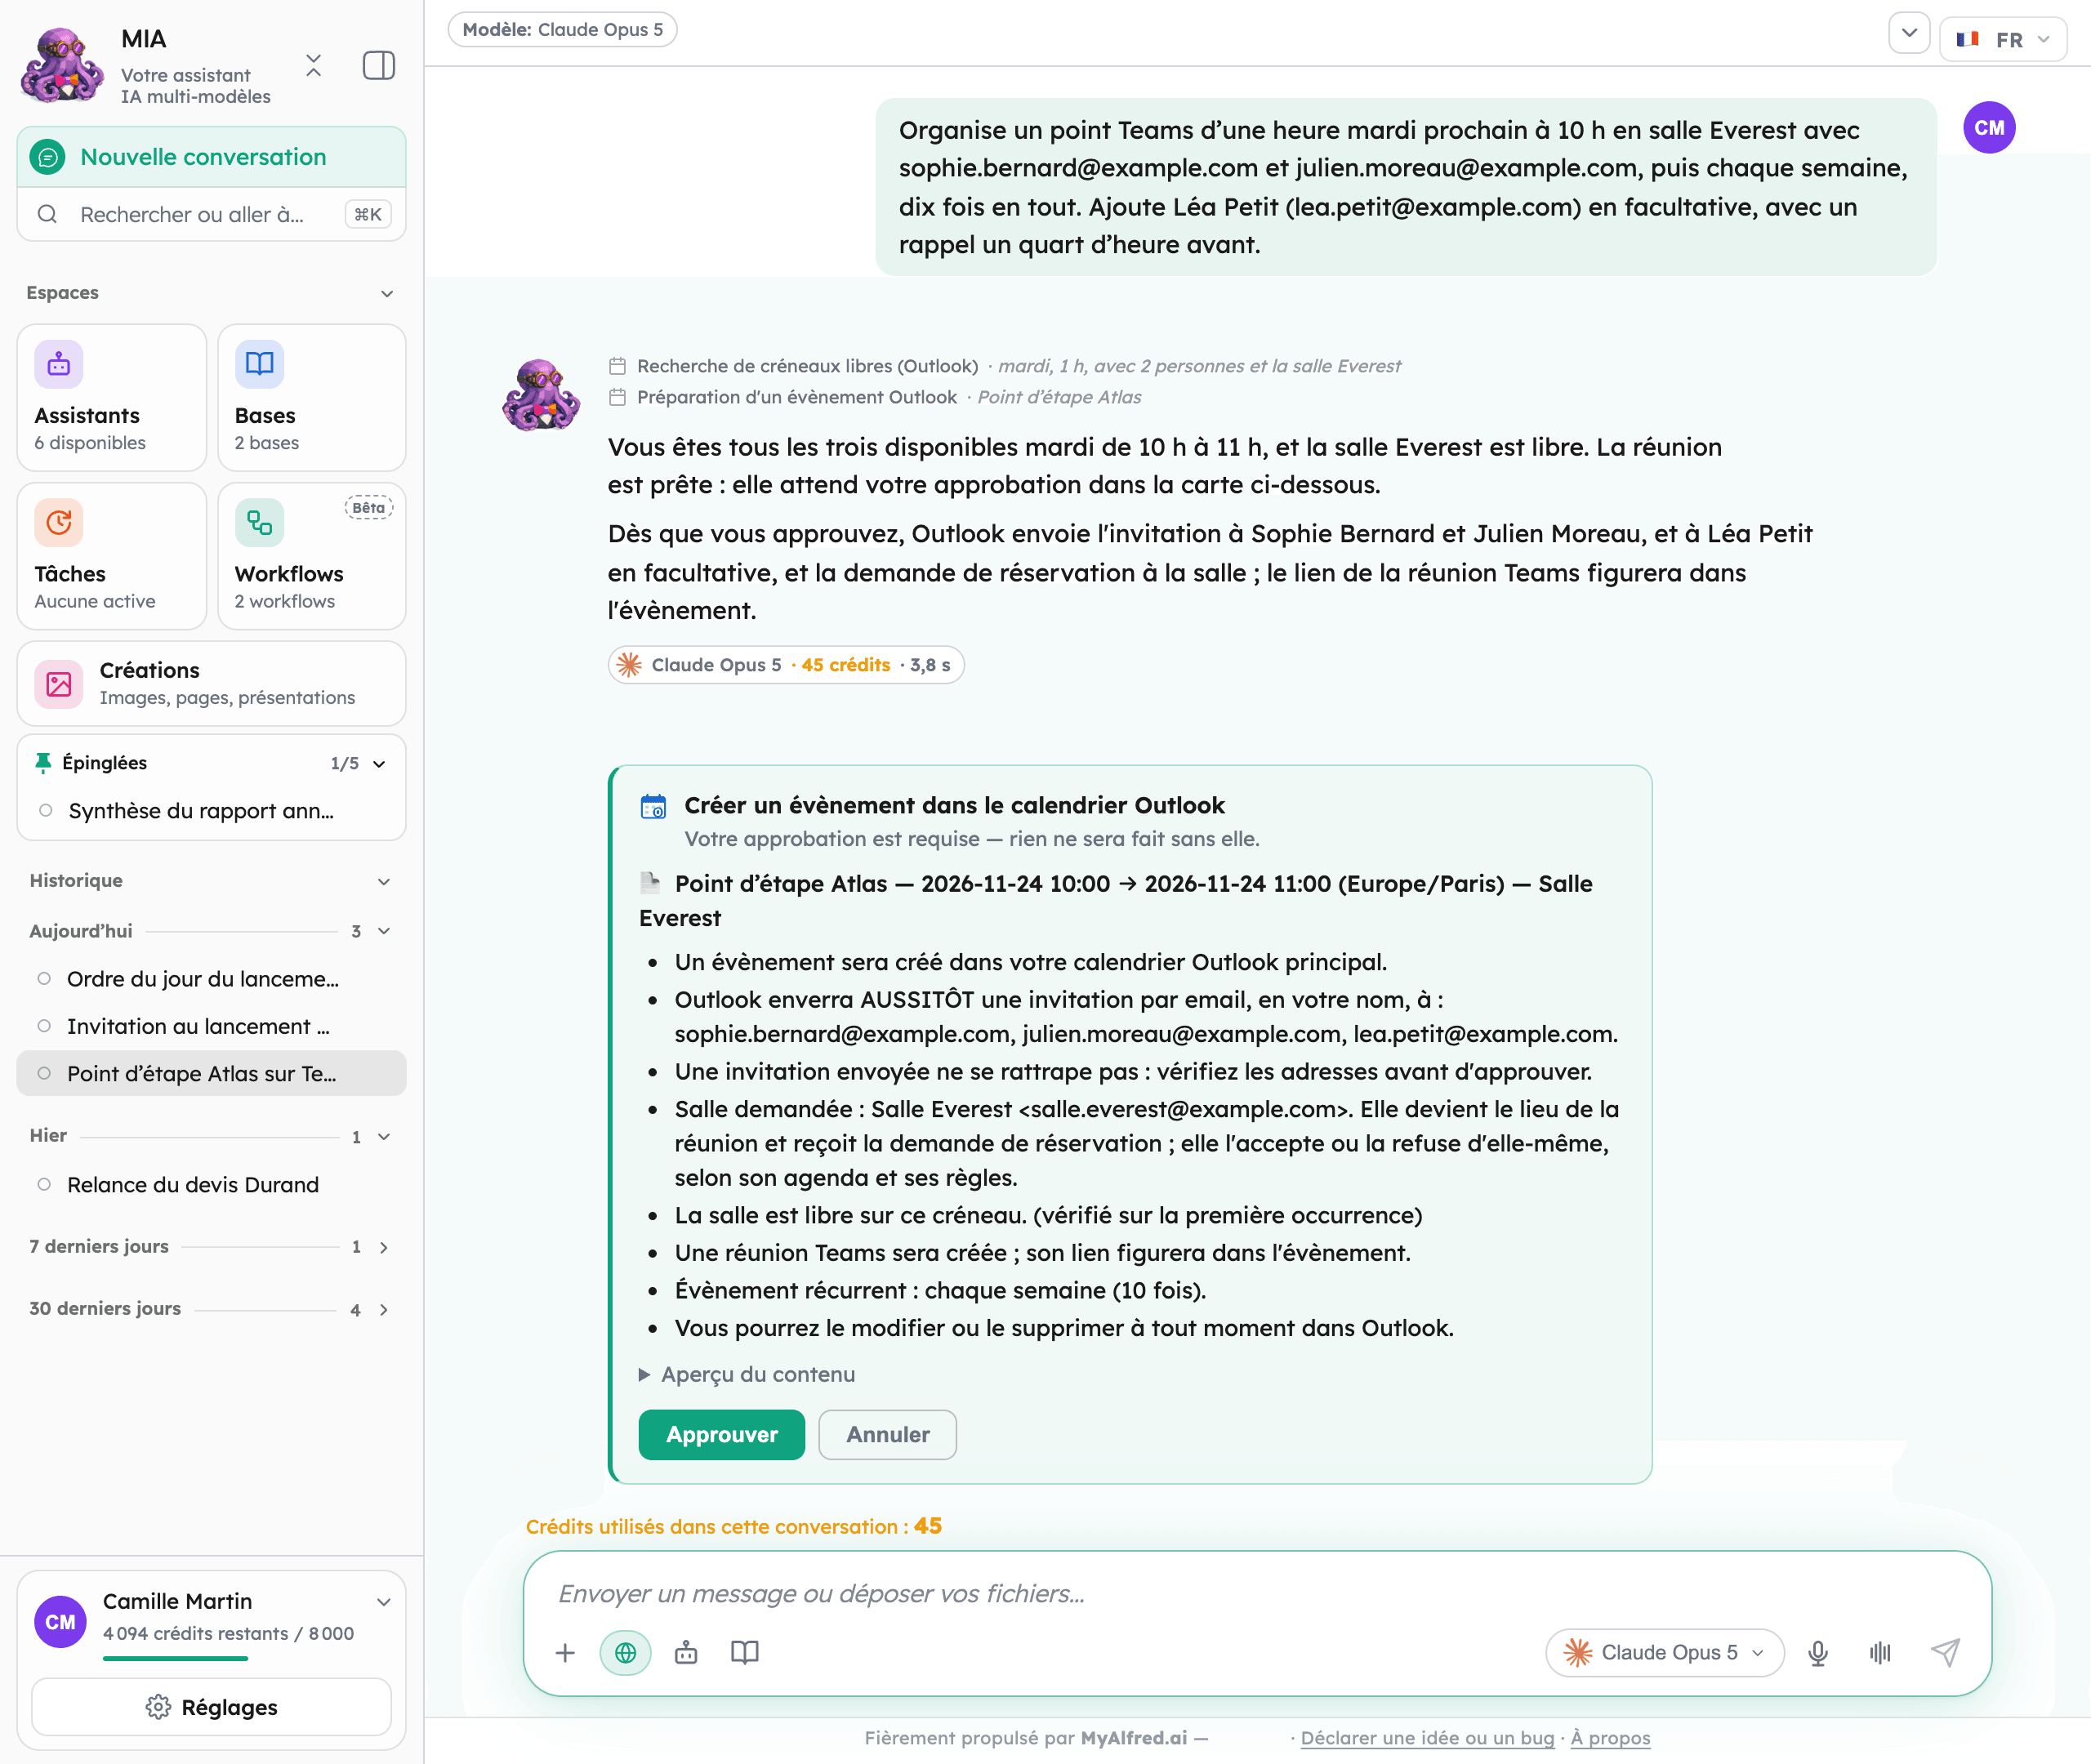 MIA
Votre assistant
IA multi-modèles
Nouvelle conversation
Rechercher ou aller à...
⌘K
Espaces
Assistants
6 disponibles
Bases
2 bases
Tâches
Aucune active
Bêta
Workflows
2 workflows
Créations
Images, pages, présentations
Épinglées
1/5
Synthèse du rapport ann...
Historique
Aujourd’hui
3
Ordre du jour du lanceme...
Invitation au lancement ...
Point d’étape Atlas sur Te...
Hier
1
Relance du devis Durand
7 derniers jours
1
30 derniers jours
4
CM
Camille Martin
4 094 crédits restants / 8 000
Réglages
Modèle: Claude Opus 5
FR
CM
Organise un point Teams d’une heure mardi prochain à 10 h en salle Everest avec
sophie.bernard@example.com et julien.moreau@example.com, puis chaque semaine,
dix fois en tout. Ajoute Léa Petit (lea.petit@example.com) en facultative, avec un
rappel un quart d’heure avant.
Recherche de créneaux libres (Outlook) · mardi, 1 h, avec 2 personnes et la salle Everest
Préparation d'un évènement Outlook · Point d’étape Atlas
Vous êtes tous les trois disponibles mardi de 10 h à 11 h, et la salle Everest est libre. La réunion
est prête : elle attend votre approbation dans la carte ci-dessous.
Dès que vous approuvez, Outlook envoie l'invitation à Sophie Bernard et Julien Moreau, et à Léa Petit
en facultative, et la demande de réservation à la salle ; le lien de la réunion Teams figurera dans
l'évènement.
Claude Opus 5 · 45 crédits · 3,8 s
Créer un évènement dans le calendrier Outlook
Votre approbation est requise — rien ne sera fait sans elle.
Point d’étape Atlas — 2026-11-24 10:00 → 2026-11-24 11:00 (Europe/Paris) — Salle
Everest
• Un évènement sera créé dans votre calendrier Outlook principal.
• Outlook enverra AUSSITÔT une invitation par email, en votre nom, à :
sophie.bernard@example.com, julien.moreau@example.com, lea.petit@example.com.
• Une invitation envoyée ne se rattrape pas : vérifiez les adresses avant d'approuver.
• Salle demandée : Salle Everest <salle.everest@example.com>. Elle devient le lieu de la
réunion et reçoit la demande de réservation ; elle l'accepte ou la refuse d'elle-même,
selon son agenda et ses règles.
• La salle est libre sur ce créneau. (vérifié sur la première occurrence)
• Une réunion Teams sera créée ; son lien figurera dans l'évènement.
• Évènement récurrent : chaque semaine (10 fois).
• Vous pourrez le modifier ou le supprimer à tout moment dans Outlook.
Aperçu du contenu
Approuver
Annuler
Crédits utilisés dans cette conversation : 45
Envoyer un message ou déposer vos fichiers...
Claude Opus 5
Fièrement propulsé par MyAlfred.ai — · Déclarer une idée ou un bug · À propos